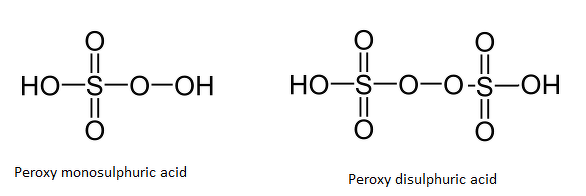 O O O
HO—S—O—OH HO—S—O—O-S—OH
O O O
Peroxy monosulphuric acid
Peroxy disulphuric acid